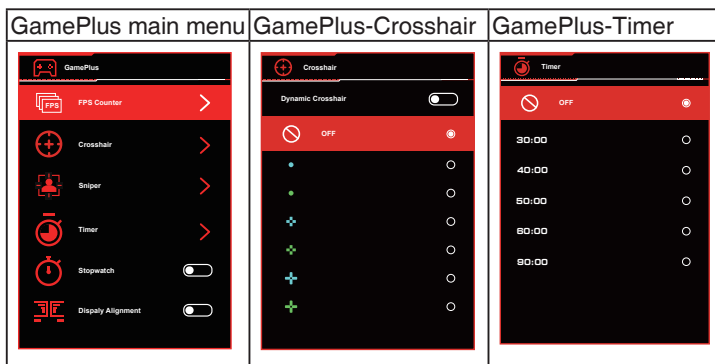 GamePlus main menu
GamePlus-Crosshair
GamePlus-Timer
GamePlus
FPS
FPS Counter
Crosshair
Sniper
Timer
Stopwatch
Dispaly Alignment
Crosshair
Dynamic Crosshair
OFF
Timer
OFF
30:00
40:00
50:00
60:00
90:00